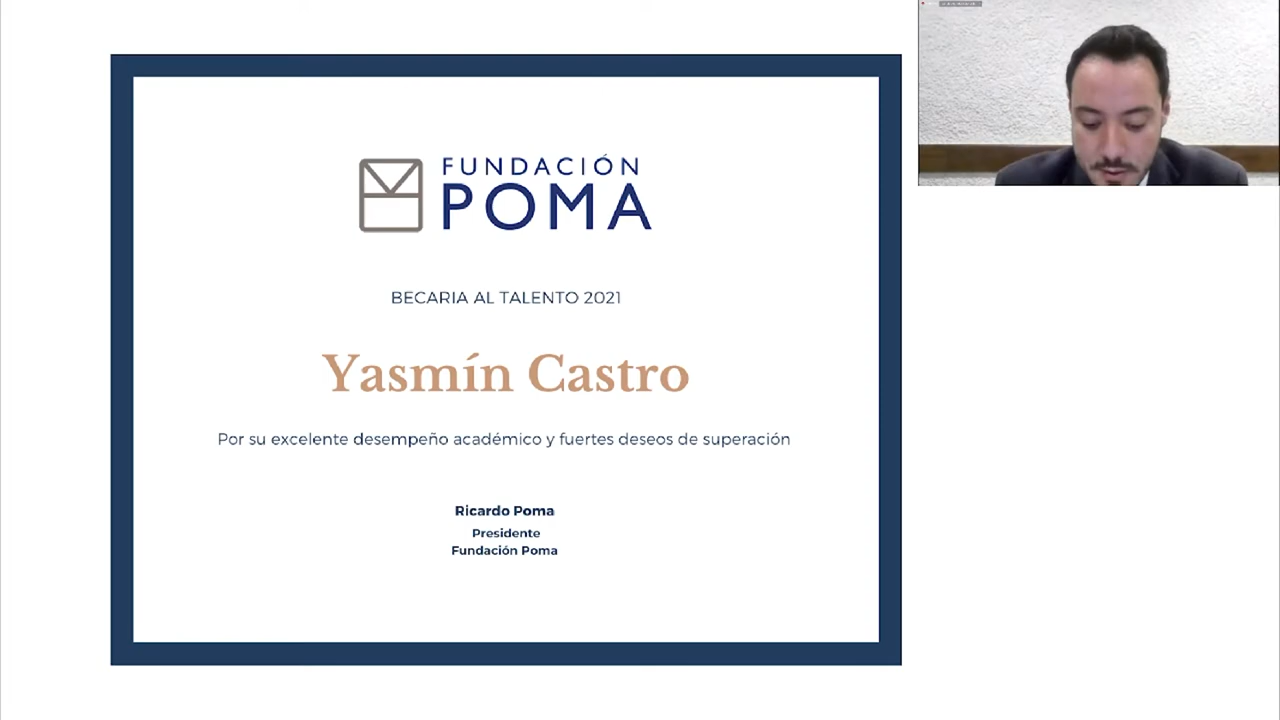 FUNDACIÓN
POMA
BECARIA AL TALENTO 2021
Yasmín Castro
Por su excelente desempeño académico y fuertes deseos de superación
Ricardo Poma
Presidente
Fundación Poma